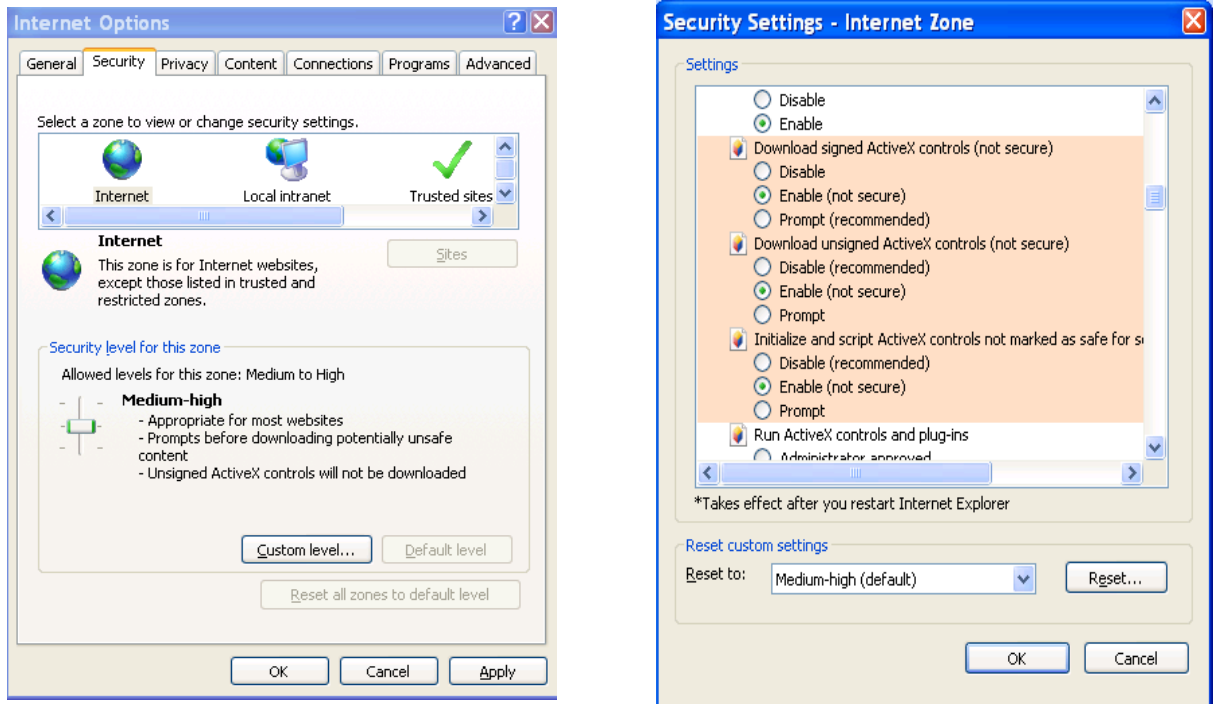 Internet Options
General Security Privacy Content Connections Programs Advanced
Select a zone to view or change security settings.
Internet Local intranet Trusted sites
Internet
This zone is for Internet websites,
except those listed in trusted and
restricted zones.
Sites
Security level for this zone
Allowed levels for this zone: Medium to High
Medium-high
- Appropriate for most websites
- Prompts before downloading potentially unsafe
content
- Unsigned ActiveX controls will not be downloaded
Custom level... Default level
Reset all zones to default level
OK Cancel Apply
Security Settings - Internet Zone
Settings
Disable
Enable
Download signed ActiveX controls (not secure)
Disable
Enable (not secure)
Prompt (recommended)
Download unsigned ActiveX controls (not secure)
Disable (recommended)
Enable (not secure)
Prompt
Initialize and script ActiveX controls not marked as safe for s
Disable (recommended)
Enable (not secure)
Prompt
Run ActiveX controls and plug-ins
Administrator approved
*Takes effect after you restart Internet Explorer
Reset custom settings
Reset to: Medium-high (default) Reset...
OK Cancel